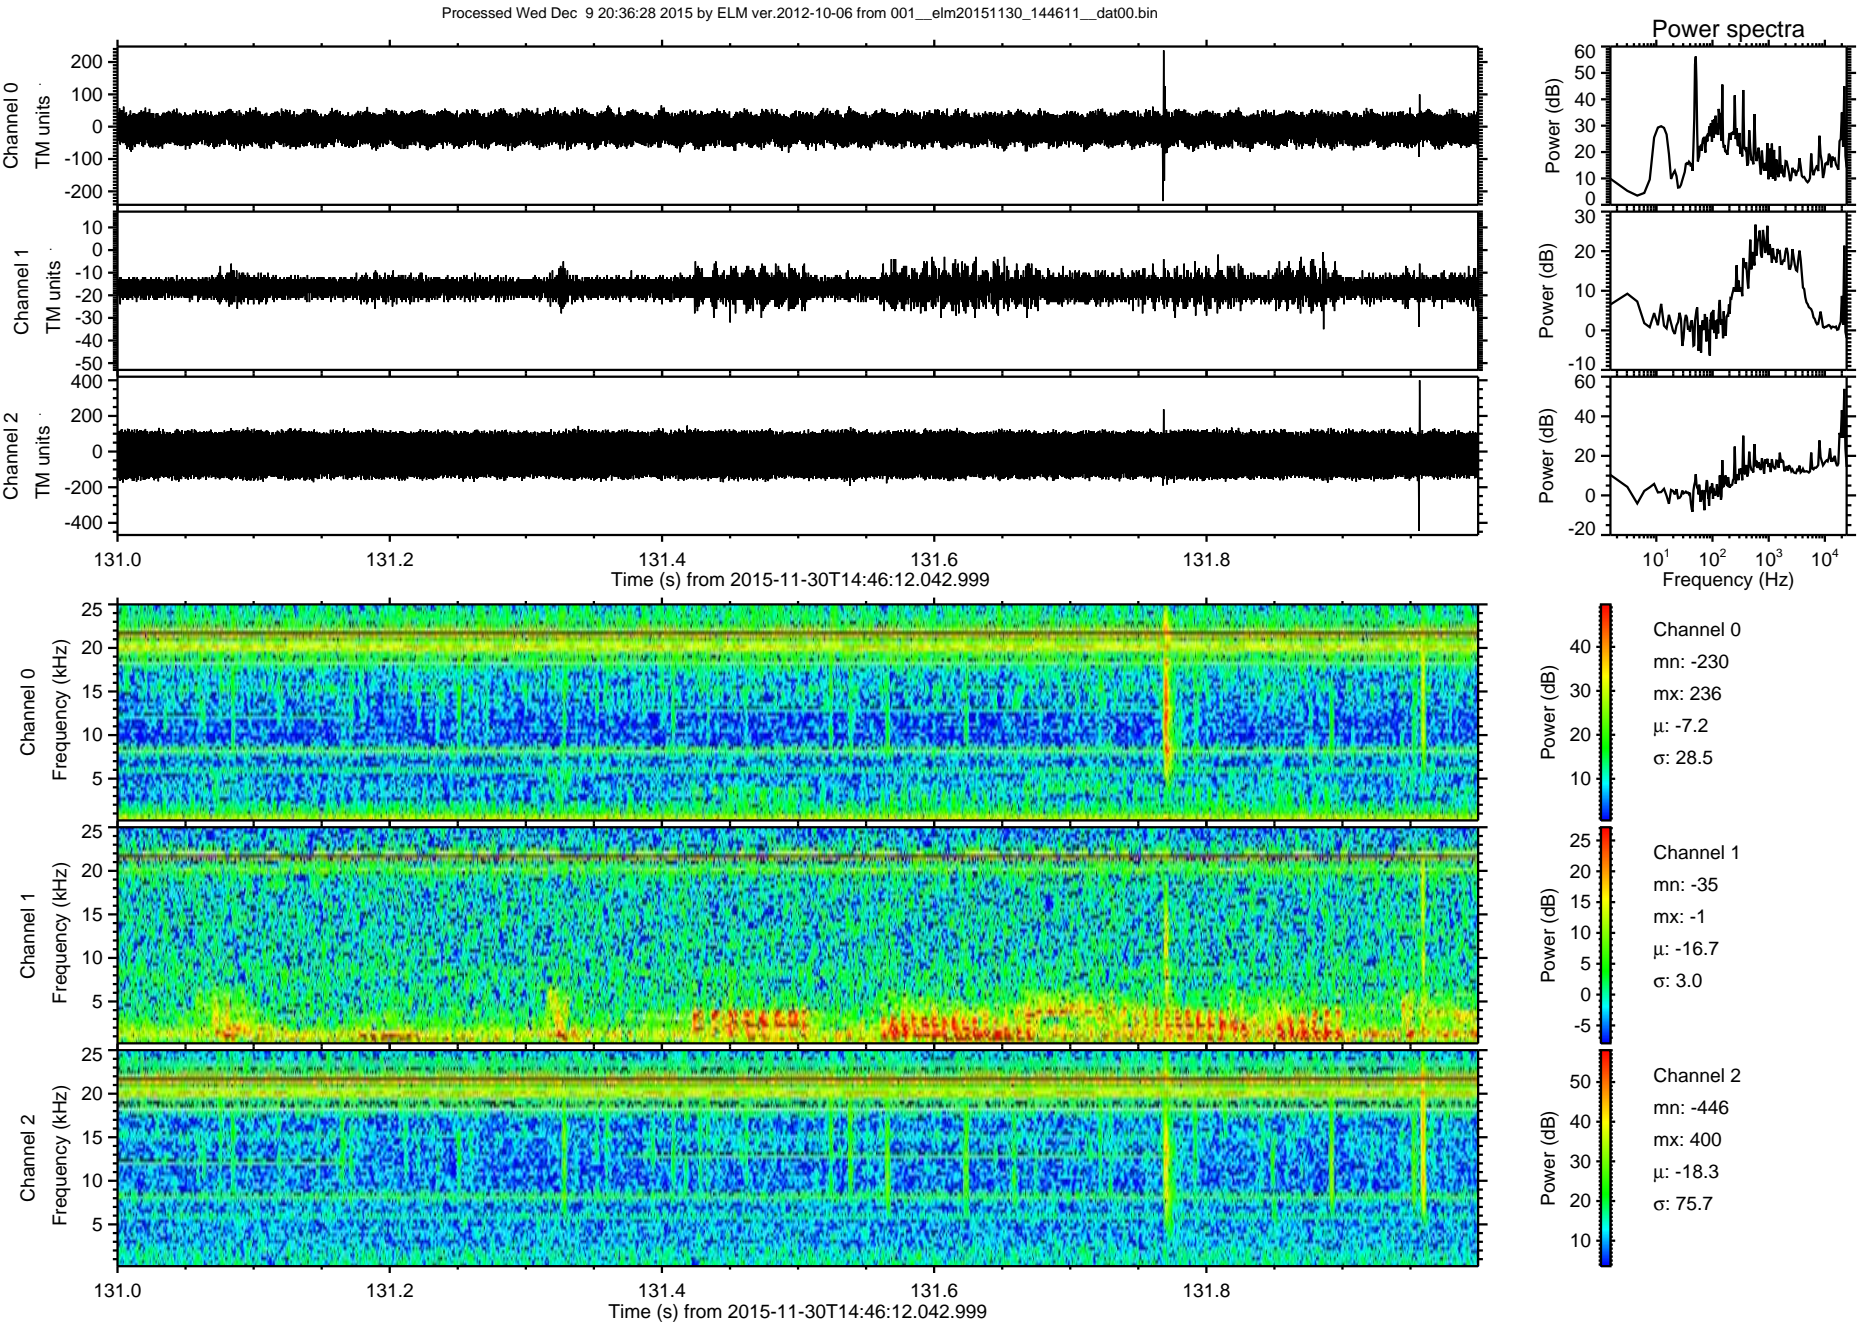 Processed Wed Dec  9 20:36:28 2015 by ELM ver.2012-10-06 from 001__elm20151130_144611__dat00.bin
Power spectra
Channel 0
TM units
200
100
0
-100
-200
Power (dB)
60
50
40
30
20
10
0
Channel 1
TM units
10
0
-10
-20
-30
-40
-50
Power (dB)
30
20
10
0
-10
Channel 2
TM units
400
200
0
-200
-400
Power (dB)
60
40
20
0
-20
131.0 131.2 131.4 131.6 131.8
Time (s) from 2015-11-30T14:46:12.042.999
10¹ 10² 10³ 10⁴
Frequency (Hz)
Channel 0
Frequency (kHz)
25
20
15
10
5
Power (dB)
40
30
20
10
Channel 0
mn: -230
mx: 236
μ: -7.2
σ: 28.5
Channel 1
Frequency (kHz)
25
20
15
10
5
Power (dB)
25
20
15
10
5
0
-5
Channel 1
mn: -35
mx: -1
μ: -16.7
σ: 3.0
Channel 2
Frequency (kHz)
25
20
15
10
5
Power (dB)
50
40
30
20
10
Channel 2
mn: -446
mx: 400
μ: -18.3
σ: 75.7
131.0 131.2 131.4 131.6 131.8
Time (s) from 2015-11-30T14:46:12.042.999